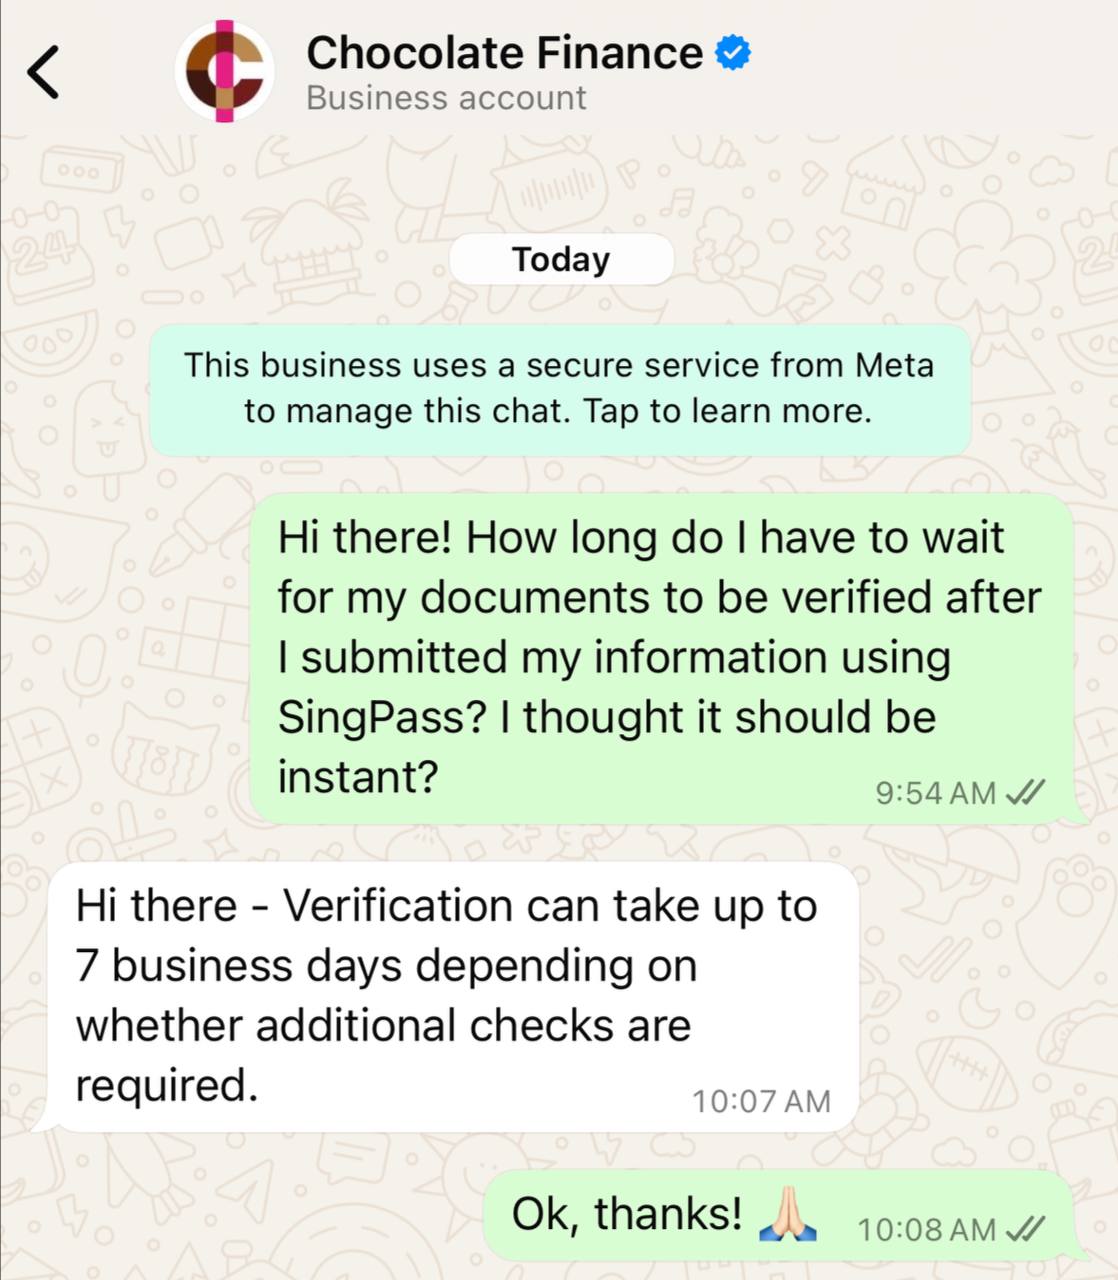 Chocolate Finance
Business account
Today
This business uses a secure service from Meta
to manage this chat. Tap to learn more.
Hi there! How long do I have to wait
for my documents to be verified after
I submitted my information using
SingPass? I thought it should be
instant?
9:54 AM
Hi there - Verification can take up to
7 business days depending on
whether additional checks are
required.
10:07 AM
Ok, thanks! 🙏🏻
10:08 AM